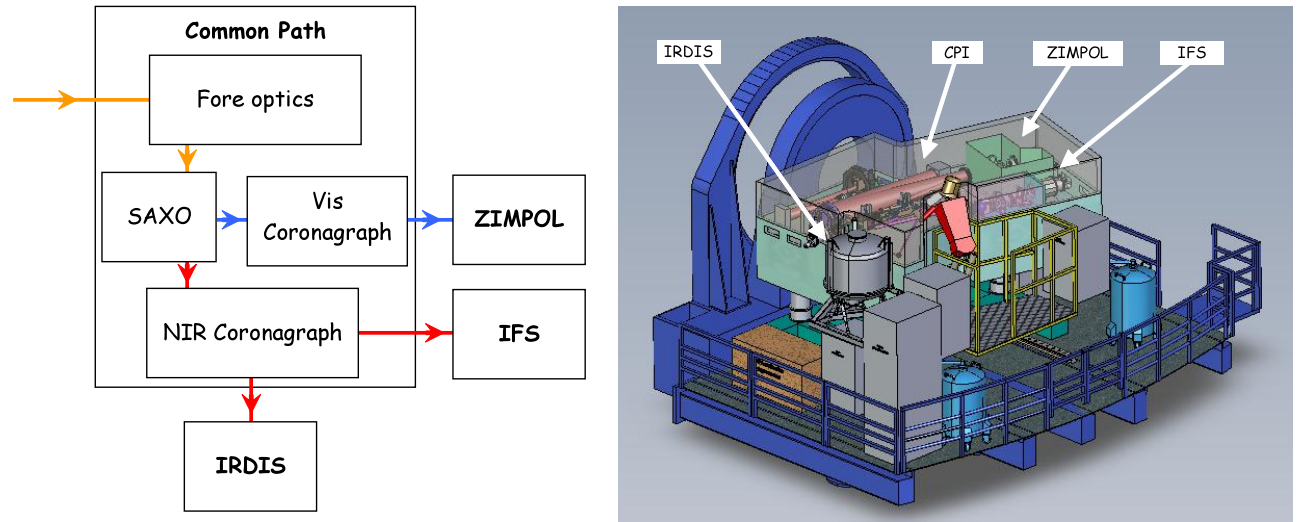 Common Path
Fore optics
SAXO
Vis
Coronagraph
ZIMPOL
NIR Coronagraph
IFS
IRDIS
IRDIS
CPI
ZIMPOL
IFS